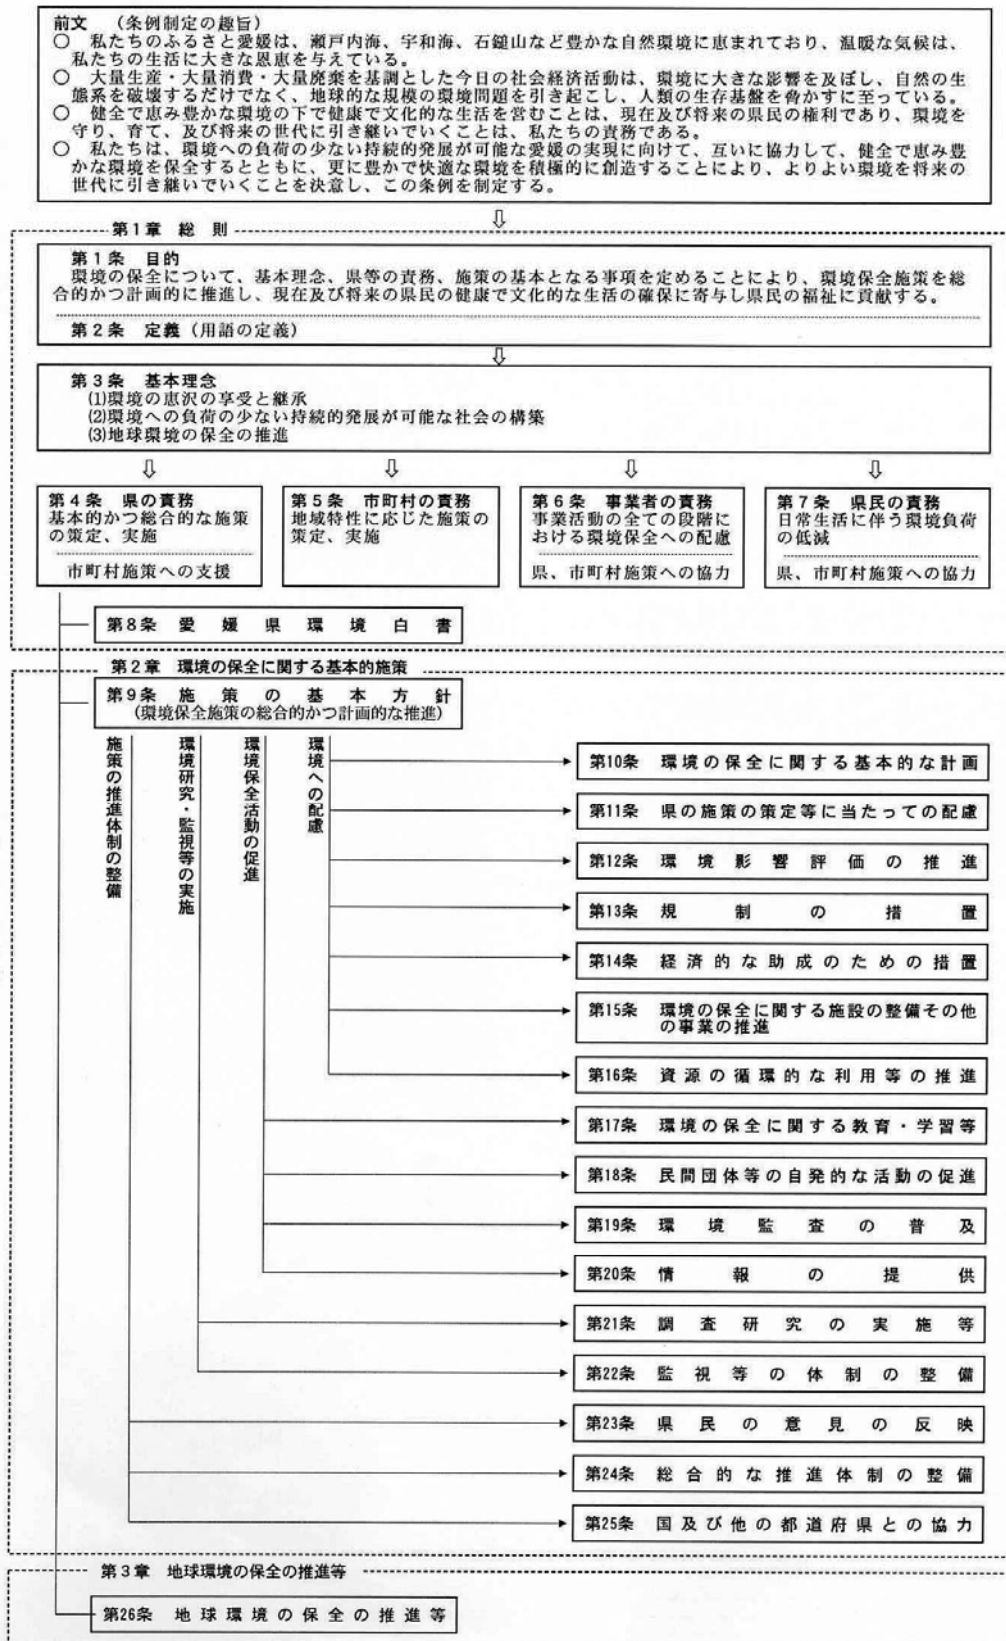 前文　（条例制定の趣旨）
○　私たちのふるさと愛媛は、瀬戸内海、宇和海、石鎚山など豊かな自然環境に恵まれており、温暖な気候は、
私たちの生活に大きな恩恵を与えている。
○　大量生産・大量消費・大量廃棄を基調とした今日の社会経済活動は、環境に大きな影響を及ぼし、自然の生
態系を破壊するだけでなく、地球的な規模の環境問題を引き起こし、人類の生存基盤を脅かすに至っている。
○　健全で恵み豊かな環境の下で健康で文化的な生活を営むことは、現在及び将来の県民の権利であり、環境を
守り、育て、及び将来の世代に引き継いでいくことは、私たちの責務である。
○　私たちは、環境への負荷の少ない持続的発展が可能な愛媛の実現に向けて、互いに協力して、健全で恵み豊
かな環境を保全するとともに、更に豊かで快適な環境を積極的に創造することにより、よりよい環境を将来の
世代に引き継いでいくことを決意し、この条例を制定する。
第1章　総　則
第1条　目的
環境の保全について、基本理念、県等の責務、施策の基本となる事項を定めることにより、環境保全施策を総
合的かつ計画的に推進し、現在及び将来の県民の健康で文化的な生活の確保に寄与し県民の福祉に貢献する。
第2条　定義（用語の定義）
第3条　基本理念
(1)環境の恵沢の享受と継承
(2)環境への負荷の少ない持続的発展が可能な社会の構築
(3)地球環境の保全の推進
第4条　県の責務
基本的かつ総合的な施策
の策定、実施
市町村施策への支援
第5条　市町村の責務
地域特性に応じた施策の
策定、実施
第6条　事業者の責務
事業活動の全ての段階に
おける環境保全への配慮
県、市町村施策への協力
第7条　県民の責務
日常生活に伴う環境負荷
の低減
県、市町村施策への協力
第8条　愛媛県環境白書
第2章　環境の保全に関する基本的施策
第9条　施策の基本方針
（環境保全施策の総合的かつ計画的な推進）
施策の推進体制の整備
環境研究・監視等の実施
環境保全活動の促進
環境への配慮
第10条　環境の保全に関する基本的な計画
第11条　県の施策の策定等に当たっての配慮
第12条　環境影響評価の推進
第13条　規制の措置
第14条　経済的な助成のための措置
第15条　環境の保全に関する施設の整備その他
の事業の推進
第16条　資源の循環的な利用等の推進
第17条　環境の保全に関する教育・学習等
第18条　民間団体等の自発的な活動の促進
第19条　環境監査の普及
第20条　情報の提供
第21条　調査研究の実施等
第22条　監視等の体制の整備
第23条　県民の意見の反映
第24条　総合的な推進体制の整備
第25条　国及び他の都道府県との協力
第3章　地球環境の保全の推進等
第26条　地球環境の保全の推進等